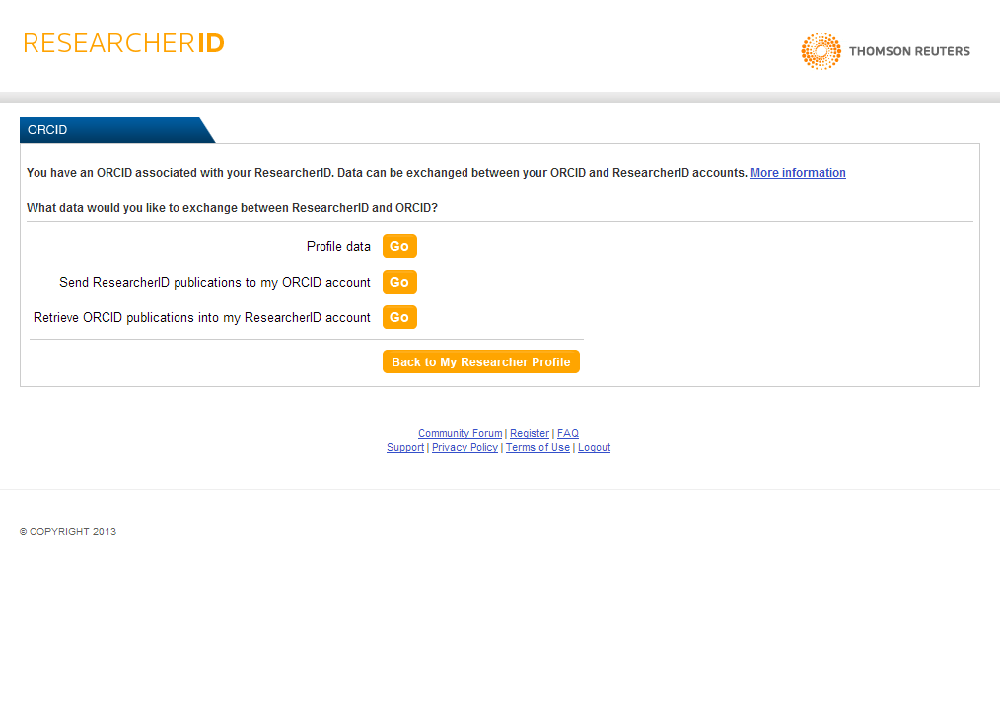 RESEARCHERID
THOMSON REUTERS
ORCID
You have an ORCID associated with your ResearcherID. Data can be exchanged between your ORCID and ResearcherID accounts. More information
What data would you like to exchange between ResearcherID and ORCID?
Profile data Go
Send ResearcherID publications to my ORCID account Go
Retrieve ORCID publications into my ResearcherID account Go
Back to My Researcher Profile
Community Forum | Register | FAQ
Support | Privacy Policy | Terms of Use | Logout
© COPYRIGHT 2013